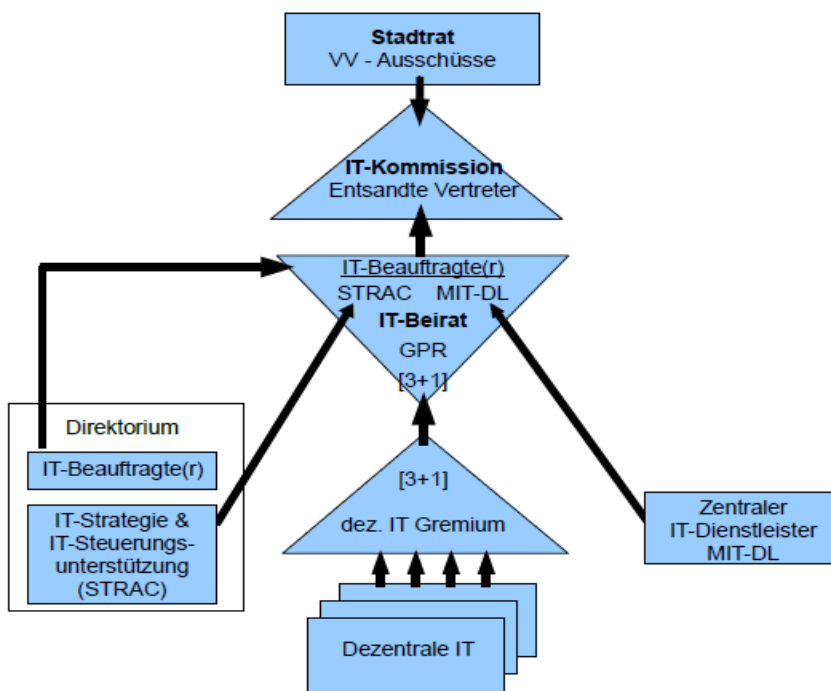 Stadtrat
VV - Ausschüsse
IT-Kommission
Entsandte Vertreter
IT-Beauftragte(r)
STRAC MIT-DL
IT-Beirat
GPR
[3+1]
Direktorium
IT-Beauftragte(r)
IT-Strategie &
IT-Steuerungs-
unterstützung
(STRAC)
[3+1]
dez. IT Gremium
Zentraler
IT-Dienstleister
MIT-DL
Dezentrale IT